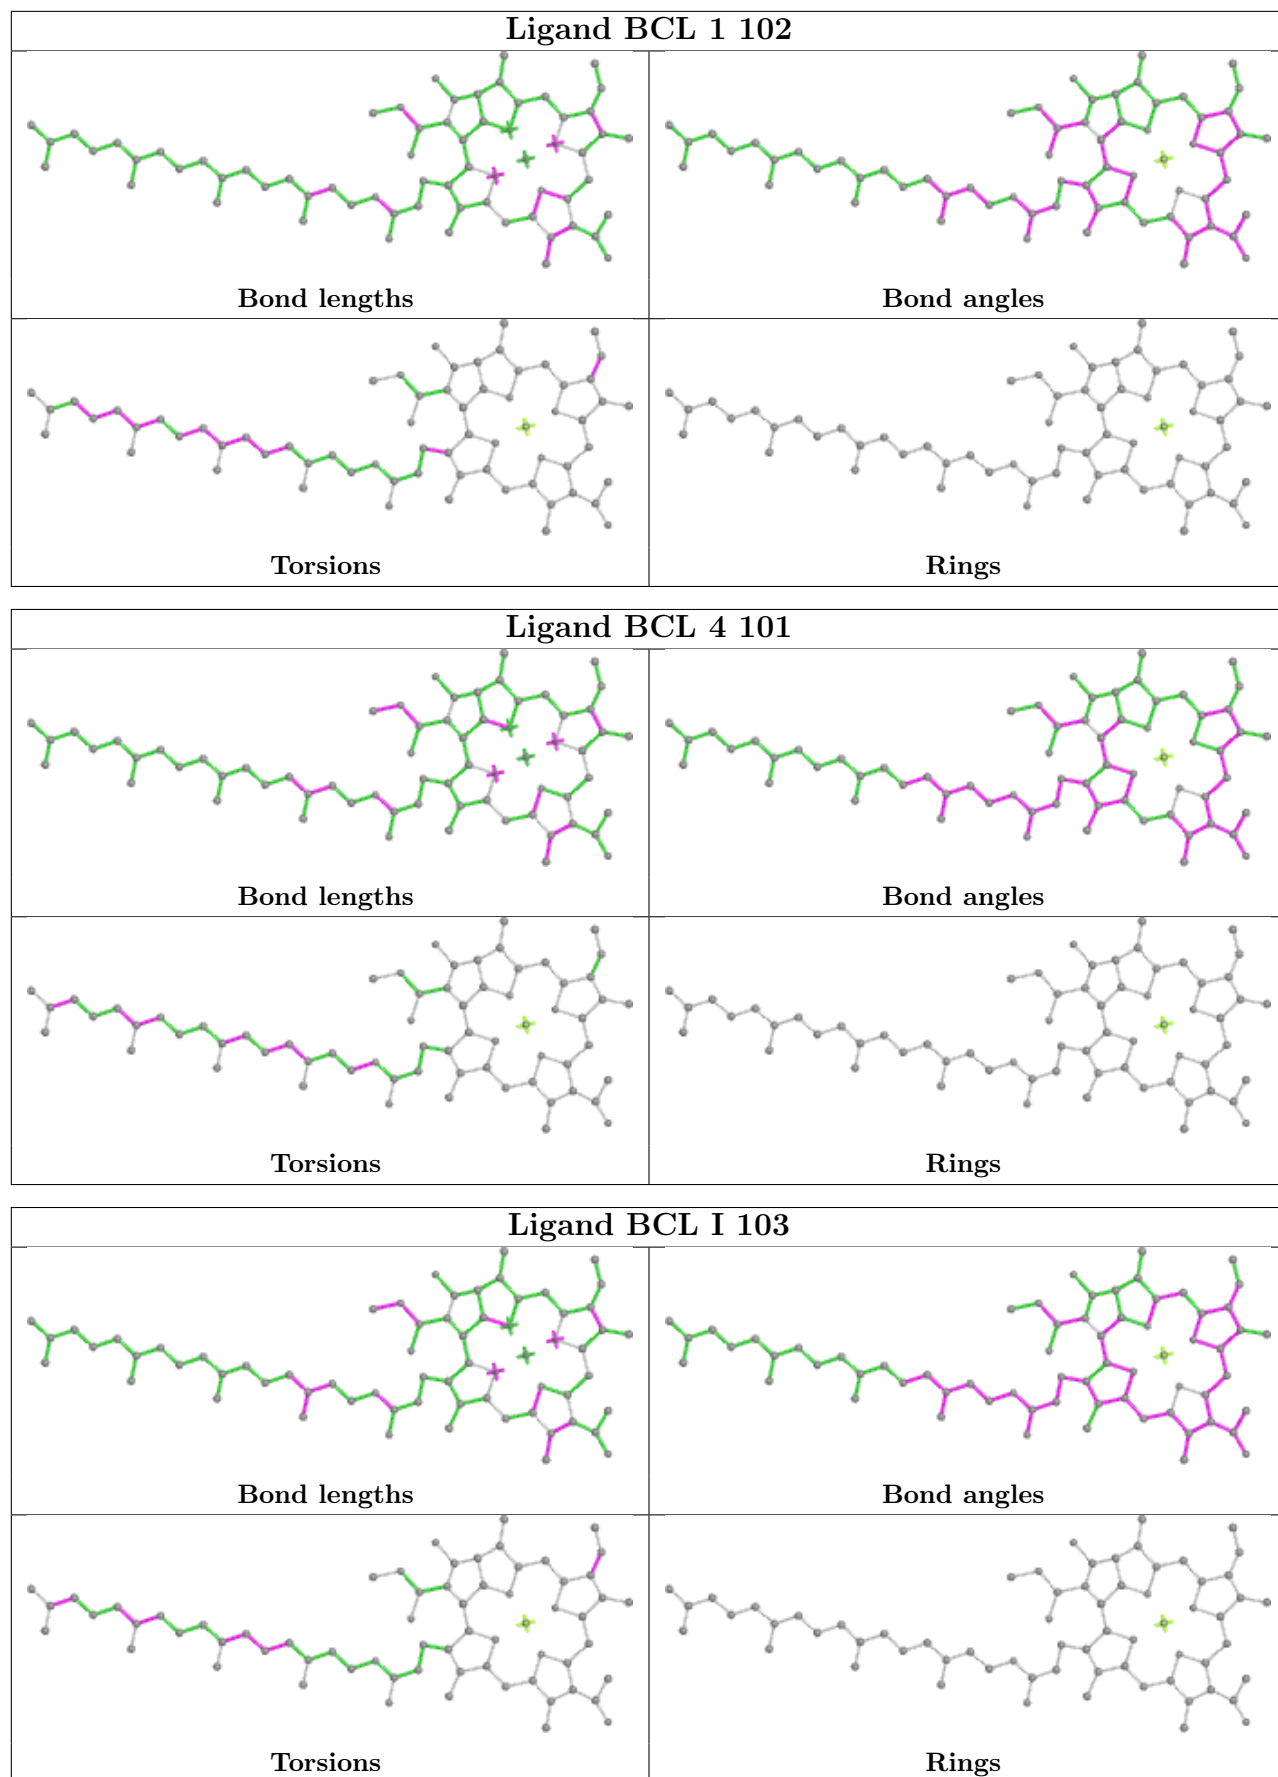 Ligand BCL 1 102
Bond lengths
Bond angles
Torsions
Rings
Ligand BCL 4 101
Bond lengths
Bond angles
Torsions
Rings
Ligand BCL I 103
Bond lengths
Bond angles
Torsions
Rings